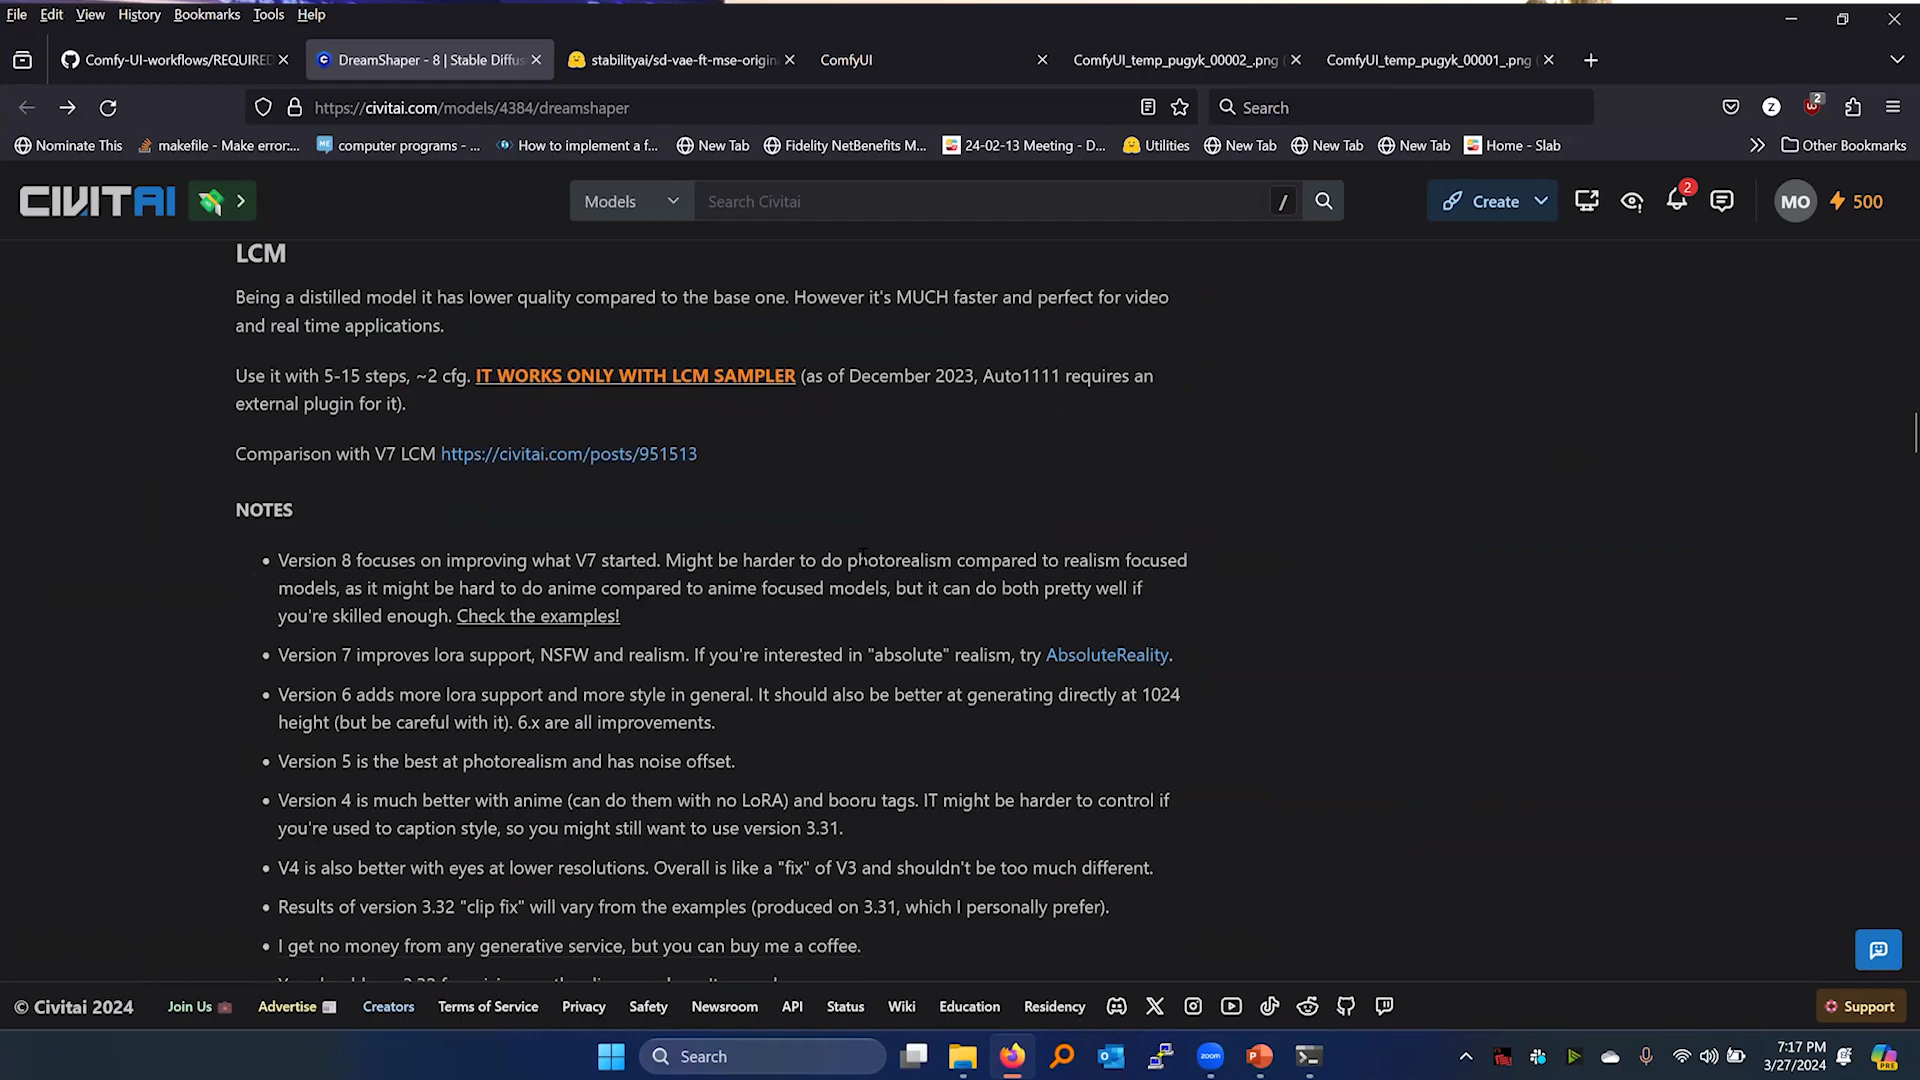 File Edit View History Bookmarks Tools Help
Comfy-UI-workflows/REQUIRED
DreamShaper - 8 | Stable Diffus
stabilityai/sd-vae-ft-mse-origin
ComfyUI
ComfyUI_temp_pugyk_00002_.png (
ComfyUI_temp_pugyk_00001_.png (
https://civitai.com/models/4384/dreamshaper
Search
Z
2
Nominate This
makefile - Make error:...
computer programs - ...
How to implement a f...
New Tab
Fidelity NetBenefits M...
24-02-13 Meeting - D...
Utilities
New Tab
New Tab
New Tab
Home - Slab
Other Bookmarks
CIVITAI
Models
Search Civitai
/
Create
2
MO
500
LCM
Being a distilled model it has lower quality compared to the base one. However it's MUCH faster and perfect for video
and real time applications.
Use it with 5-15 steps, ~2 cfg. IT WORKS ONLY WITH LCM SAMPLER (as of December 2023, Auto1111 requires an
external plugin for it).
Comparison with V7 LCM https://civitai.com/posts/951513
NOTES
• Version 8 focuses on improving what V7 started. Might be harder to do photorealism compared to realism focused
models, as it might be hard to do anime compared to anime focused models, but it can do both pretty well if
you're skilled enough. Check the examples!
• Version 7 improves lora support, NSFW and realism. If you're interested in "absolute" realism, try AbsoluteReality.
• Version 6 adds more lora support and more style in general. It should also be better at generating directly at 1024
height (but be careful with it). 6.x are all improvements.
• Version 5 is the best at photorealism and has noise offset.
• Version 4 is much better with anime (can do them with no LoRA) and booru tags. IT might be harder to control if
you're used to caption style, so you might still want to use version 3.31.
• V4 is also better with eyes at lower resolutions. Overall is like a "fix" of V3 and shouldn't be too much different.
• Results of version 3.32 "clip fix" will vary from the examples (produced on 3.31, which I personally prefer).
• I get no money from any generative service, but you can buy me a coffee.
© Civitai 2024
Join Us
Advertise
Creators
Terms of Service
Privacy
Safety
Newsroom
API
Status
Wiki
Education
Residency
Support
Search
zoom
7:17 PM
3/27/2024
PRE